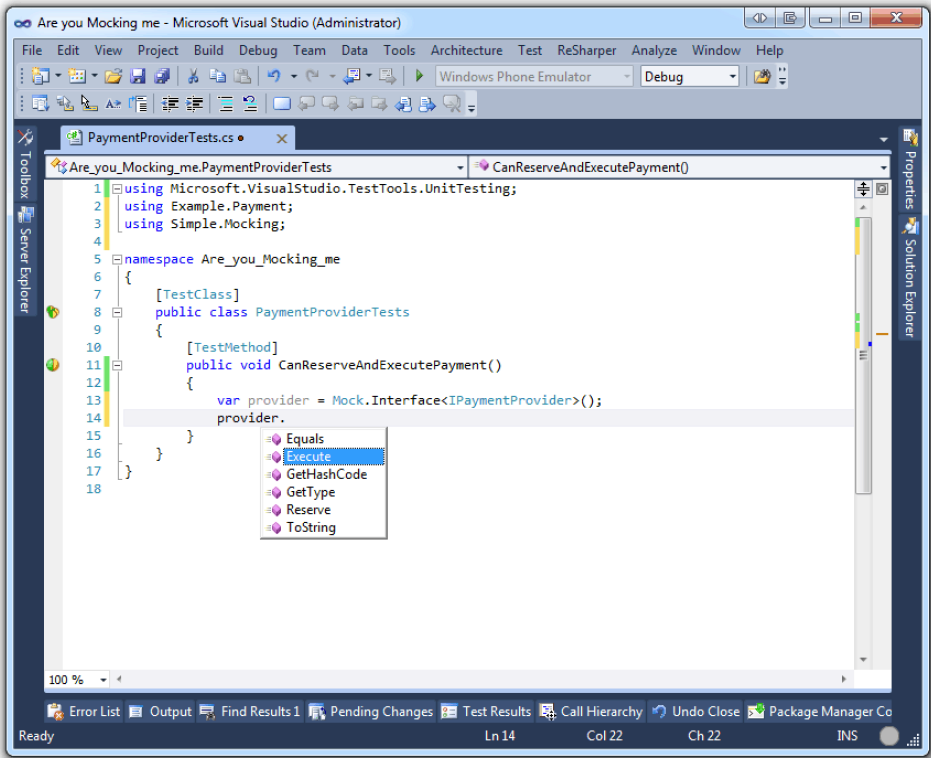 Are you Mocking me - Microsoft Visual Studio (Administrator)
File Edit View Project Build Debug Team Data Tools Architecture Test ReSharper Analyze Window Help
Windows Phone Emulator Debug
PaymentProviderTests.cs
Are_you_Mocking_me.PaymentProviderTests CanReserveAndExecutePayment()
Toolbox
Server Explorer
1 using Microsoft.VisualStudio.TestTools.UnitTesting;
2 using Example.Payment;
3 using Simple.Mocking;
4
5 namespace Are_you_Mocking_me
6 {
7 [TestClass]
8 public class PaymentProviderTests
9 {
10 [TestMethod]
11 public void CanReserveAndExecutePayment()
12 {
13 var provider = Mock.Interface<IPaymentProvider>();
14 provider.
15 }
16 }
17 }
18
Equals
Execute
GetHashCode
GetType
Reserve
ToString
Properties
Solution Explorer
100 %
Error List Output Find Results 1 Pending Changes Test Results Call Hierarchy Undo Close Package Manager Co
Ready Ln 14 Col 22 Ch 22 INS